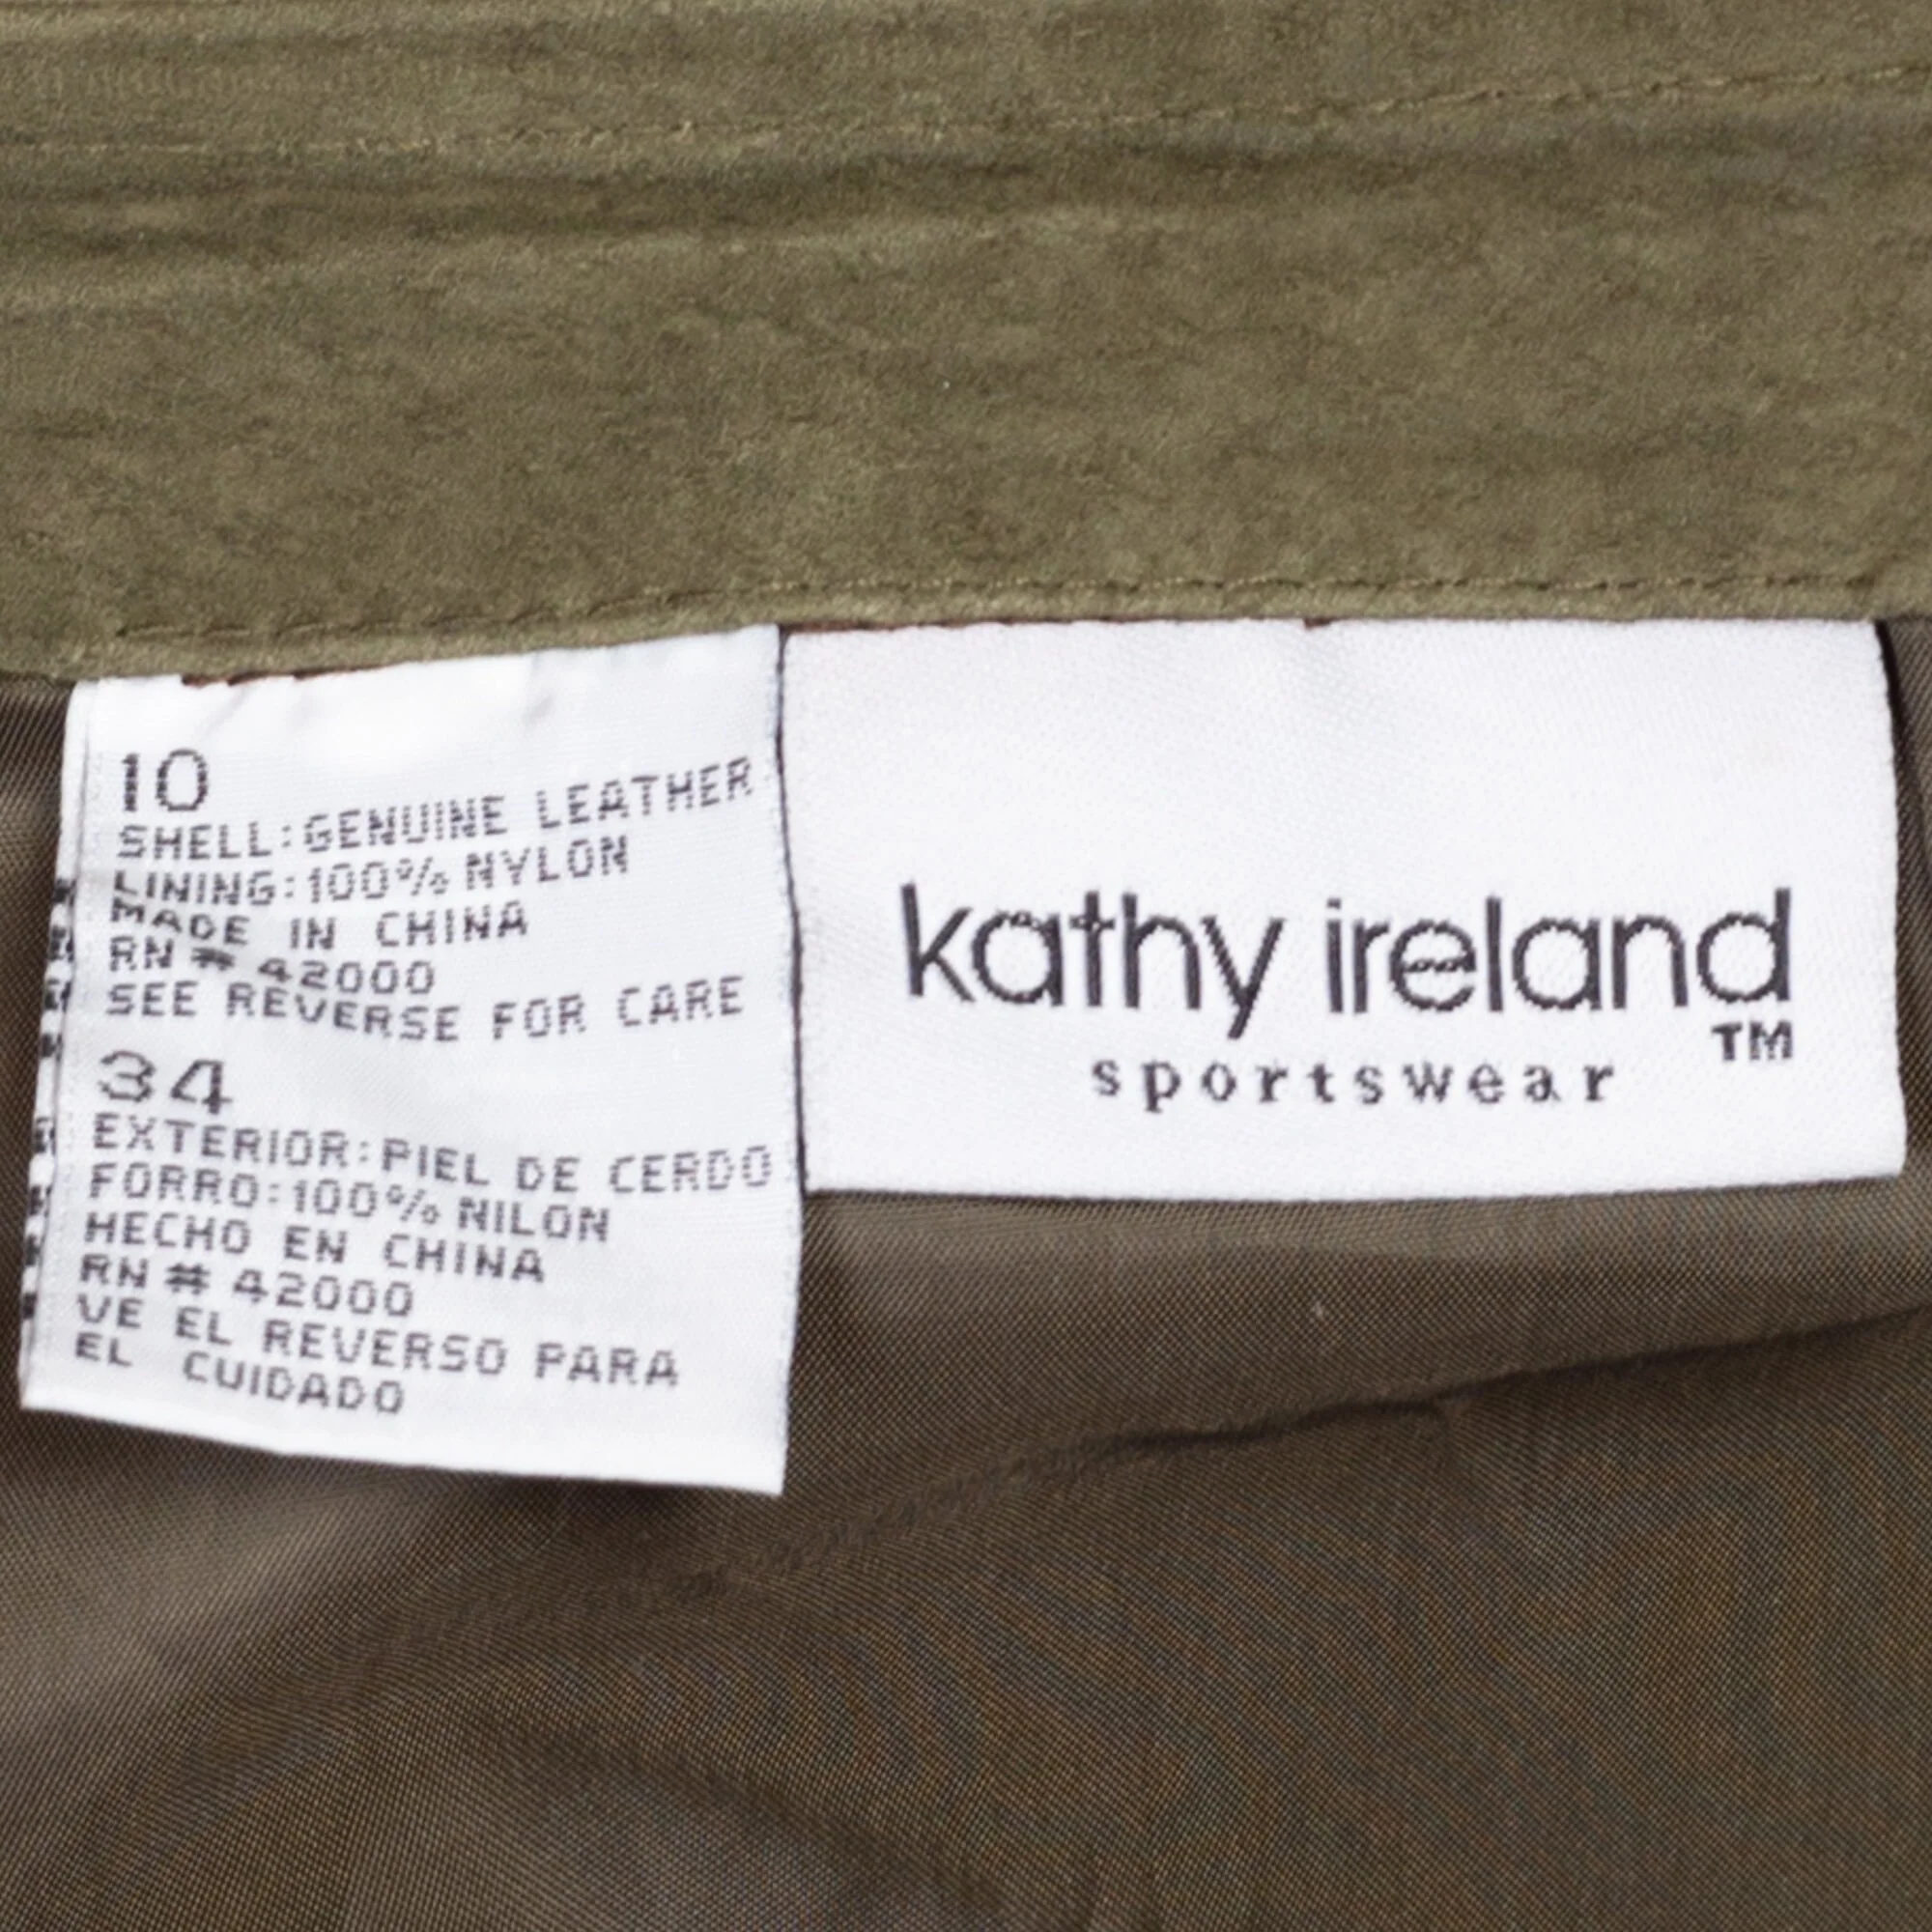 10
SHELL:GENUINE LEATHER
LINING:100% NYLON
MADE IN CHINA
RN # 42000
SEE REVERSE FOR CARE
34
EXTERIOR:PIEL DE CERDO
FORRO:100% NILON
HECHO EN CHINA
RN # 42000
VE EL REVERSO PARA
EL CUIDADO
kathy ireland
TM
sportswear